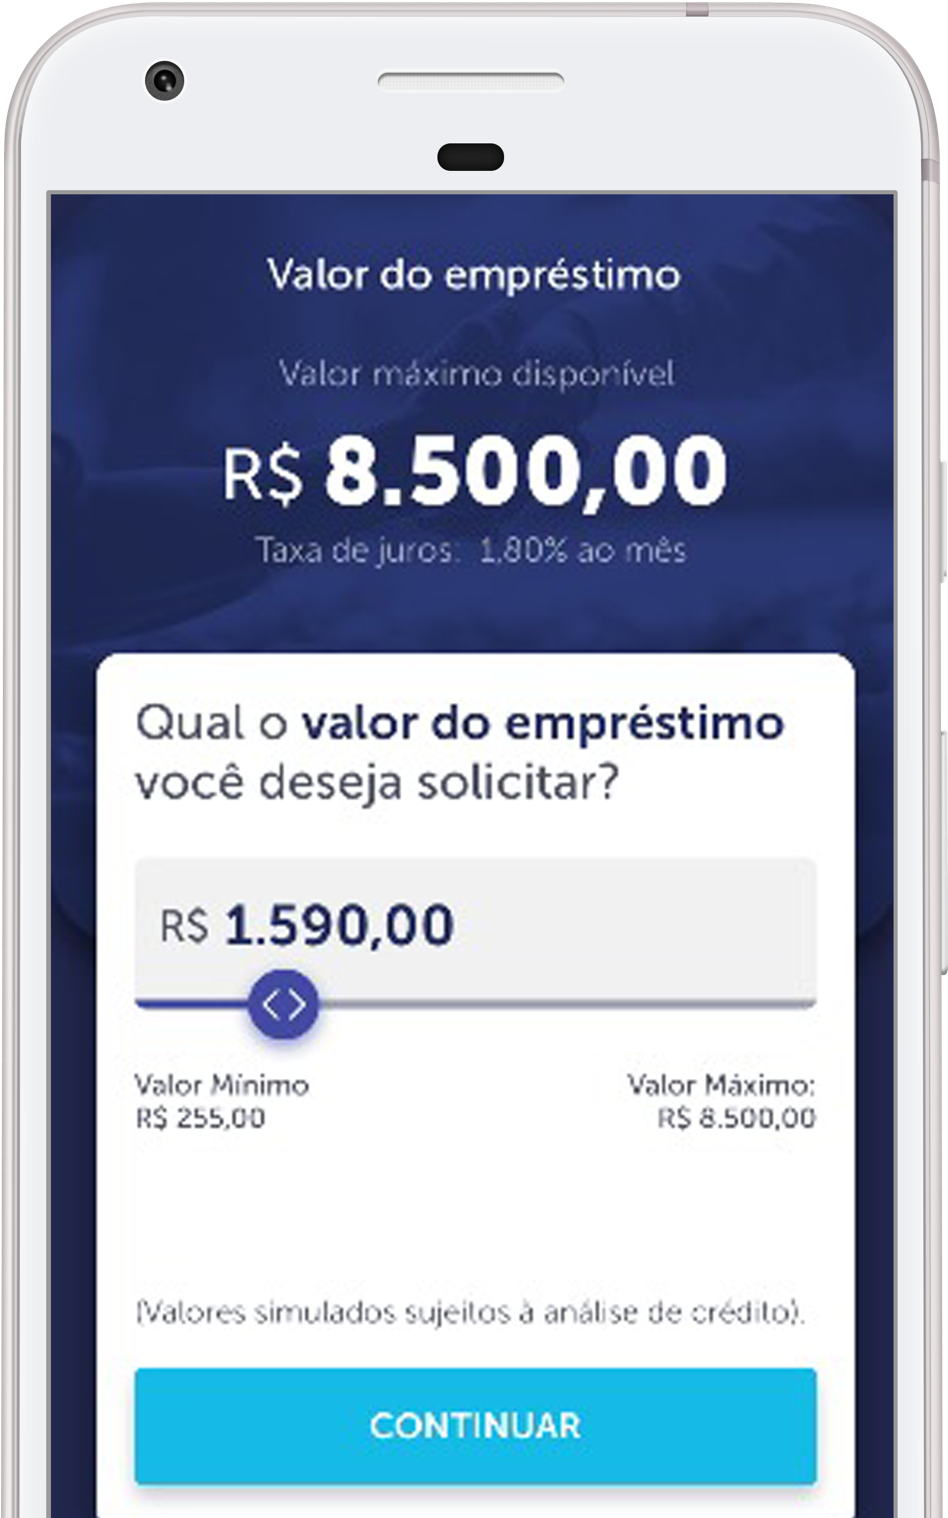 Valor do empréstimo
Valor máximo disponível
R$ 8.500,00
Taxa de juros: 1,80% ao mês
Qual o valor do empréstimo
você deseja solicitar?
R$ 1.590,00
Valor Mínimo
R$ 255,00
Valor Máximo:
R$ 8.500,00
(Valores simulados sujeitos à análise de crédito).
CONTINUAR